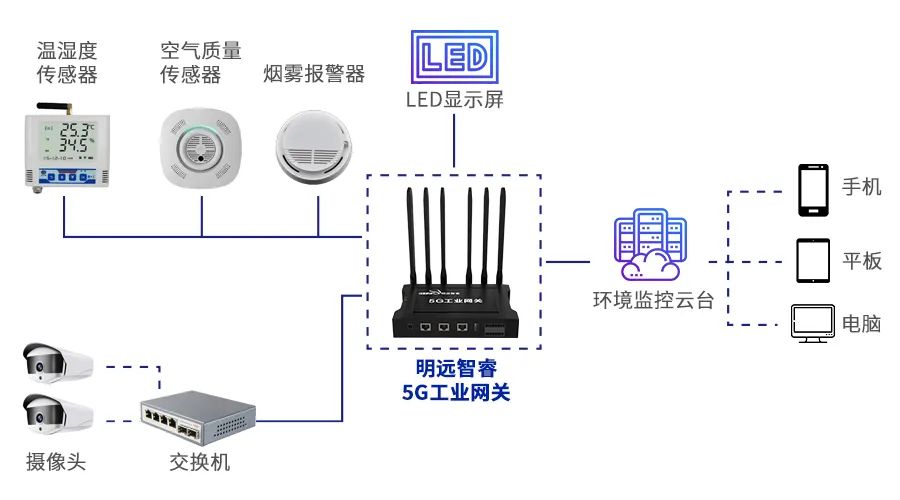 温湿度
传感器
空气质量
传感器
烟雾报警器
LED
LED显示屏
25.3℃
34.5%
5G工业网关
明远智睿
5G工业网关
环境监控云台
手机
平板
电脑
摄像头
交换机